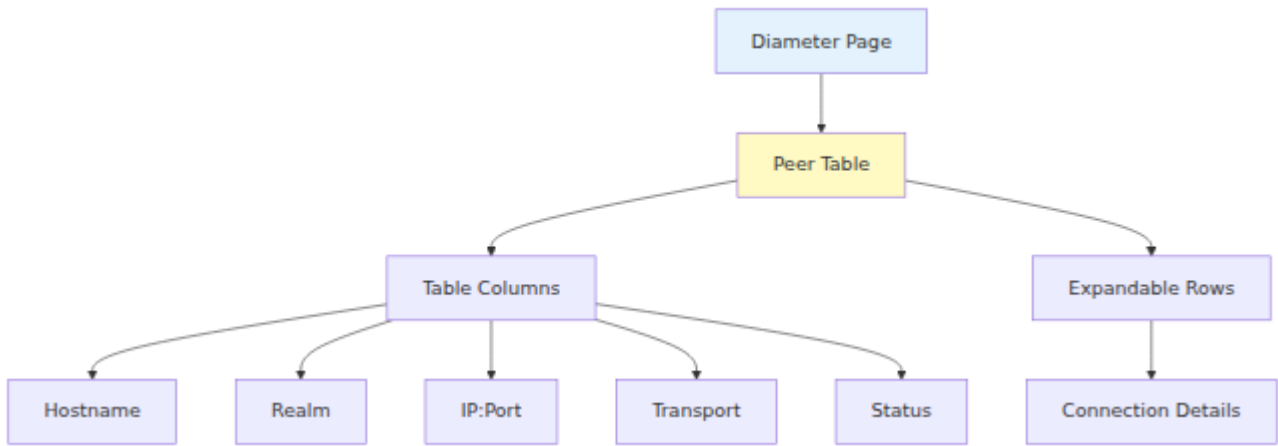 Diameter Page
Peer Table
Table Columns
Expandable Rows
Hostname
Realm
IP:Port
Transport
Status
Connection Details